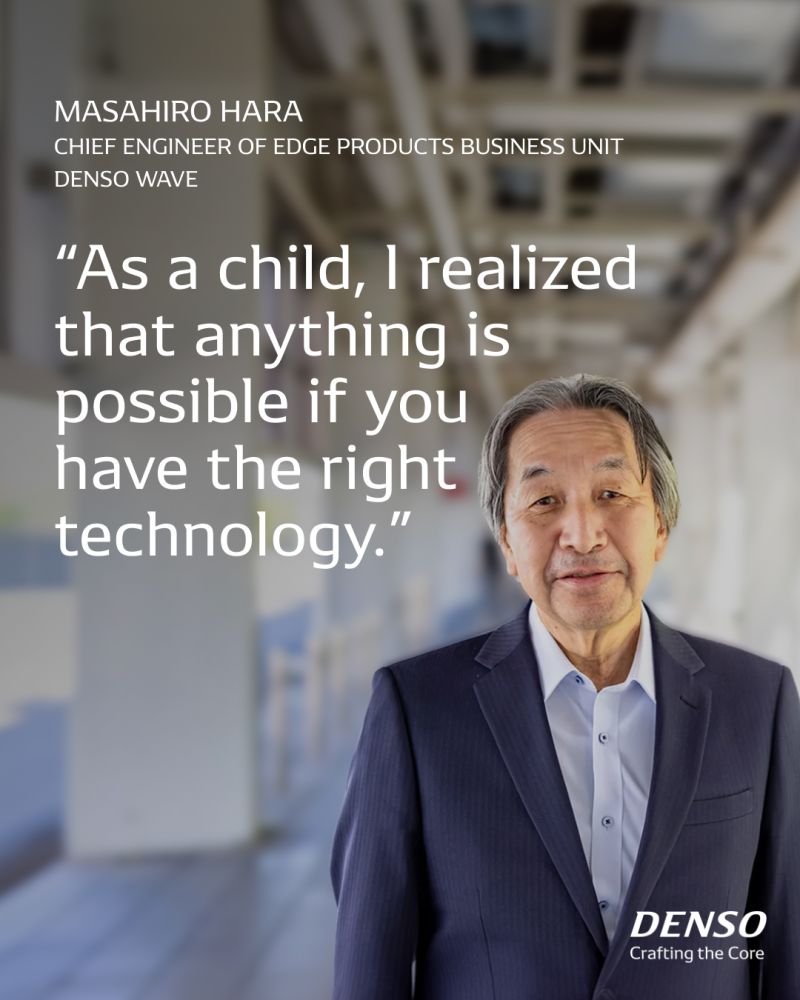 MASAHIRO HARA
CHIEF ENGINEER OF EDGE PRODUCTS BUSINESS UNIT
DENSO WAVE
“As a child, I realized
that anything is
possible if you
have the right
technology.”
DENSO
Crafting the Core